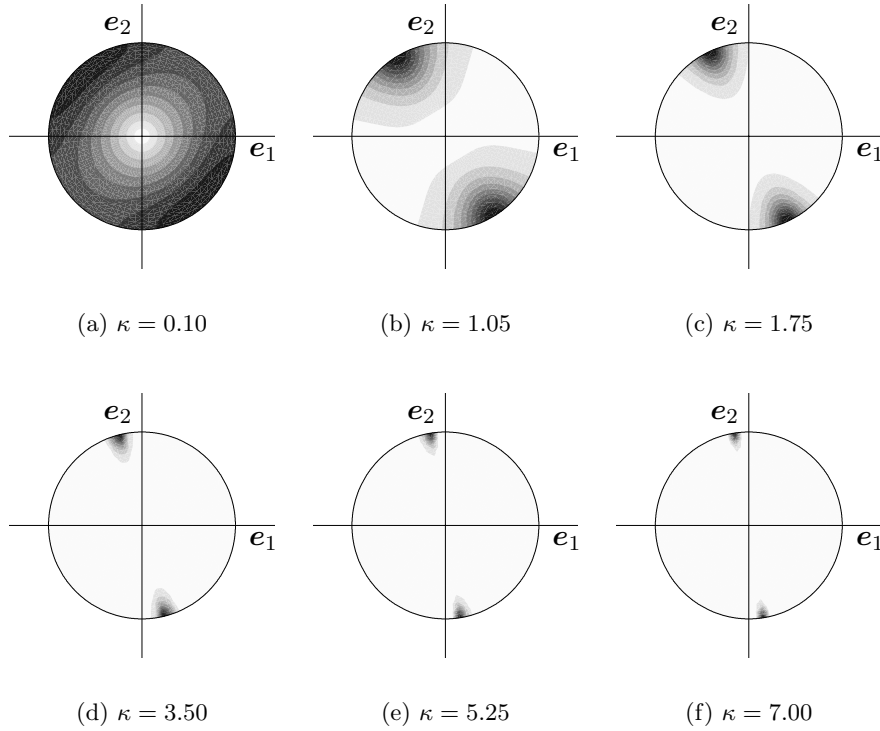 e₂ e₂ e₂
e₁ e₁ e₁
(a) κ = 0.10 (b) κ = 1.05 (c) κ = 1.75
e₂ e₂ e₂
e₁ e₁ e₁
(d) κ = 3.50 (e) κ = 5.25 (f) κ = 7.00